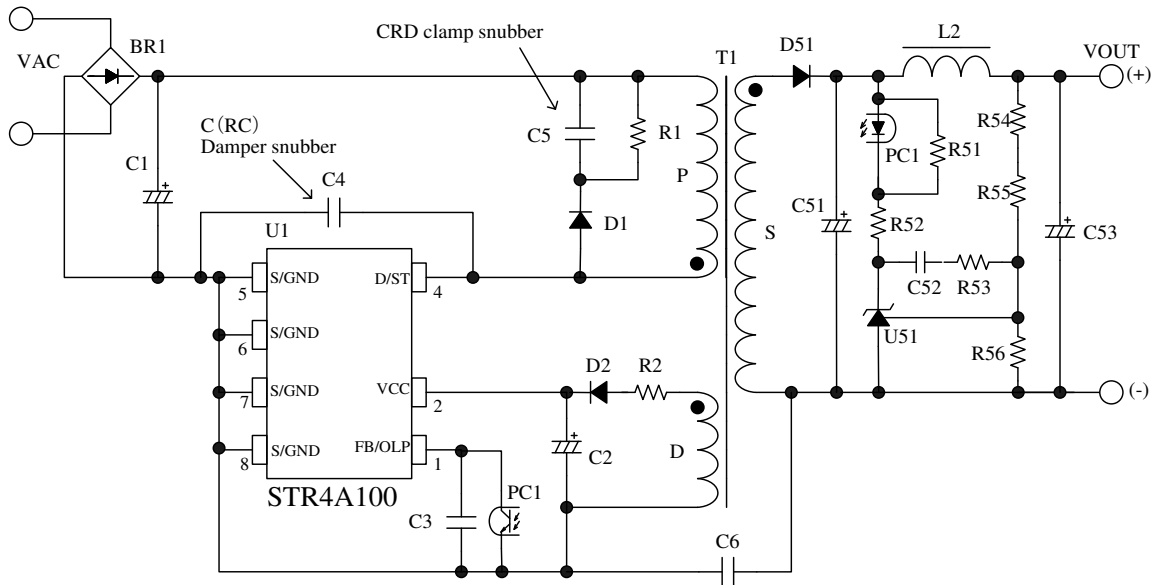 VAC
BR1
CRD clamp snubber
C(RC)
Damper snubber
C1
C4
U1
C5
R1
D1
P
T1
S
D51
L2
VOUT
(+)
PC1
R51
R54
R55
C51
R52
C53
C52
R53
U51
R56
(-)
S/GND
5
D/ST
4
S/GND
6
S/GND
7
VCC
2
S/GND
8
FB/OLP
1
STR4A100
D2
R2
C2
D
C3
PC1
C6